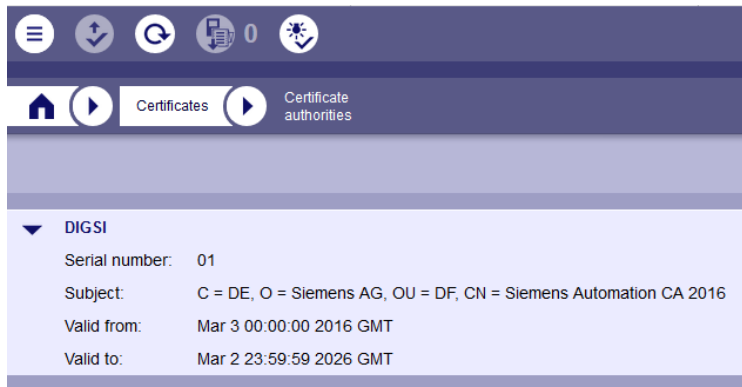 0
Certificates
Certificate
authorities
DIGSI
Serial number: 01
Subject: C = DE, O = Siemens AG, OU = DF, CN = Siemens Automation CA 2016
Valid from: Mar 3 00:00:00 2016 GMT
Valid to: Mar 2 23:59:59 2026 GMT